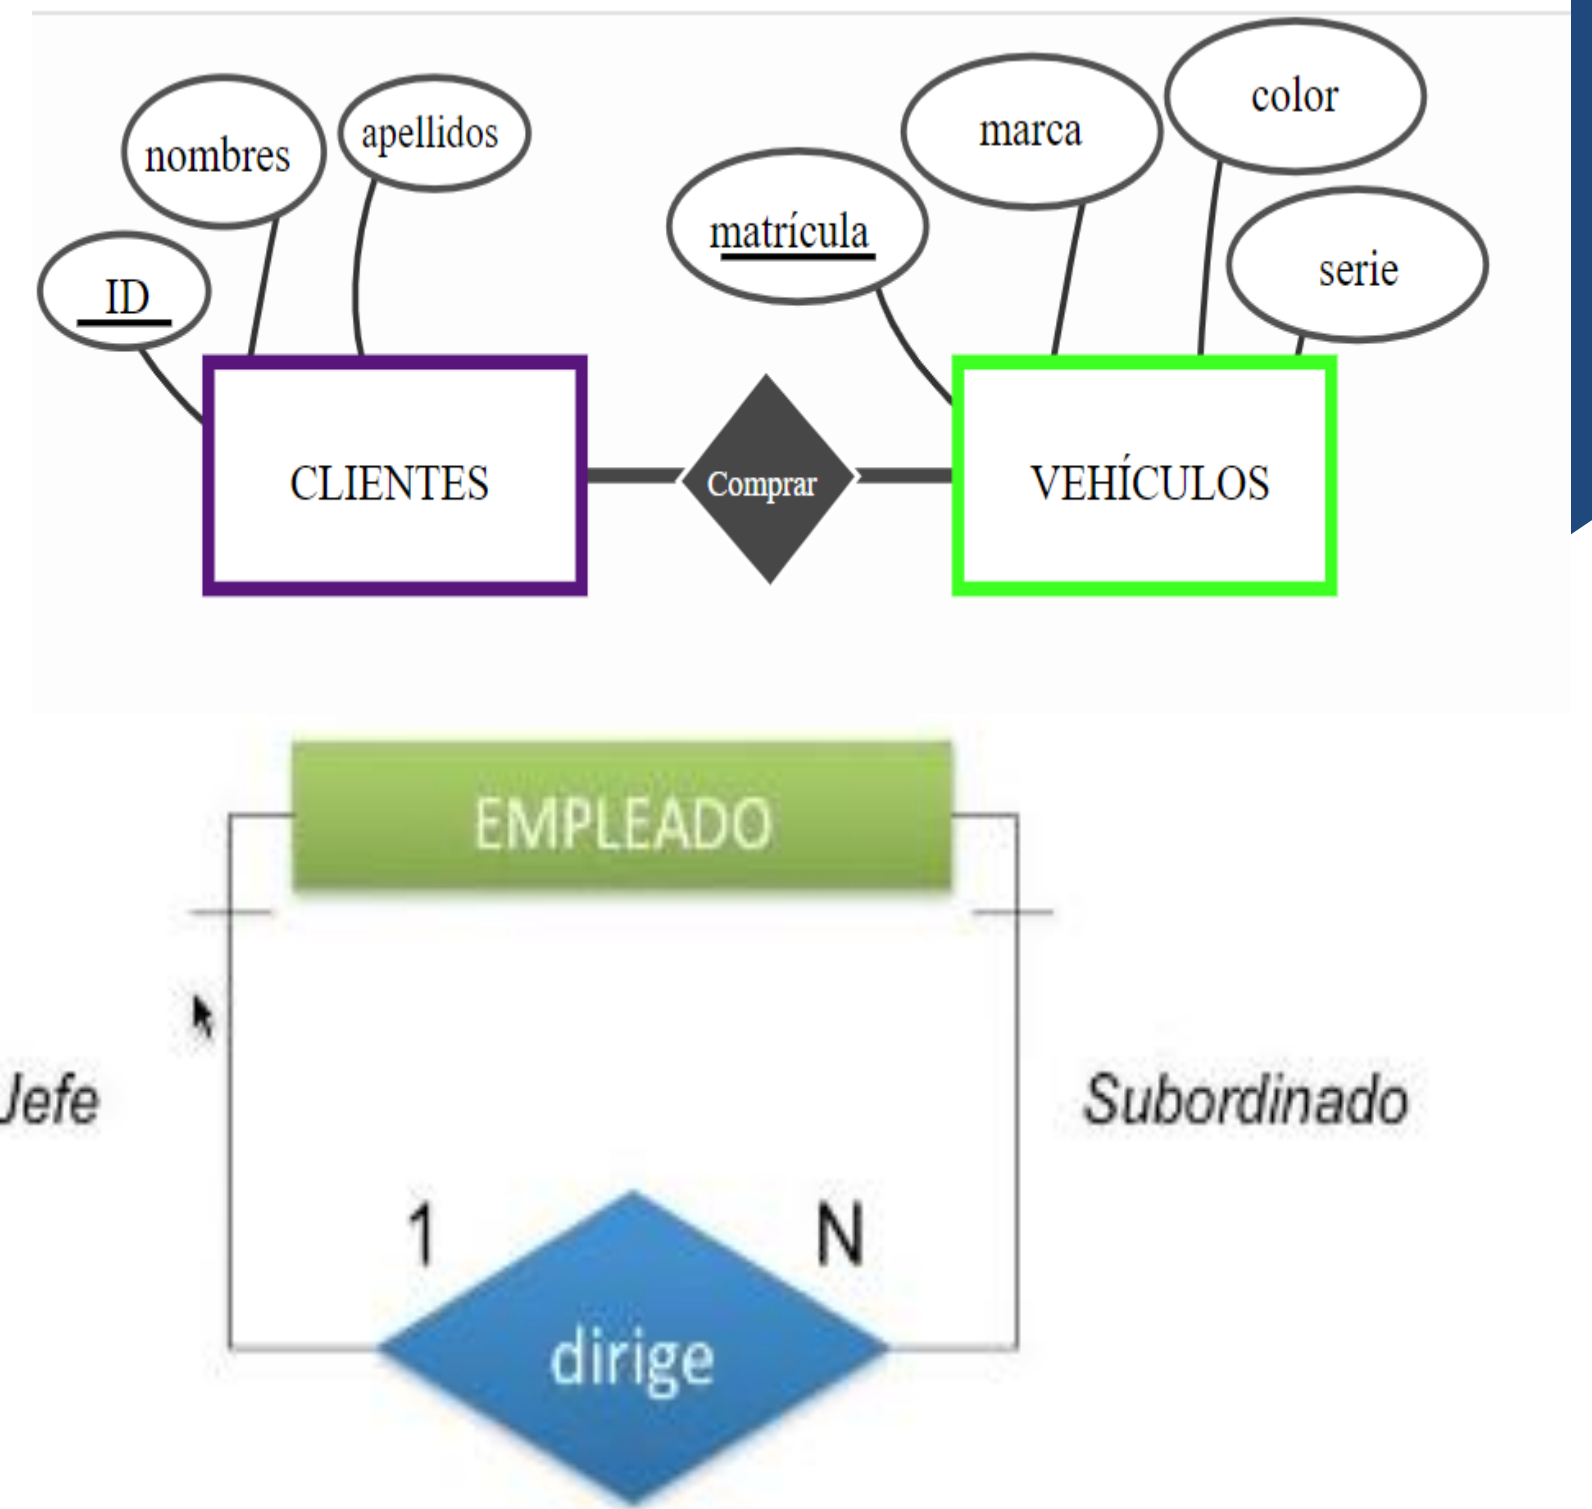 color
marca
apellidos
nombres
matrícula
serie
ID
CLIENTES
Comprar
VEHÍCULOS
EMPLEADO
Jefe
Subordinado
1
N
dirige